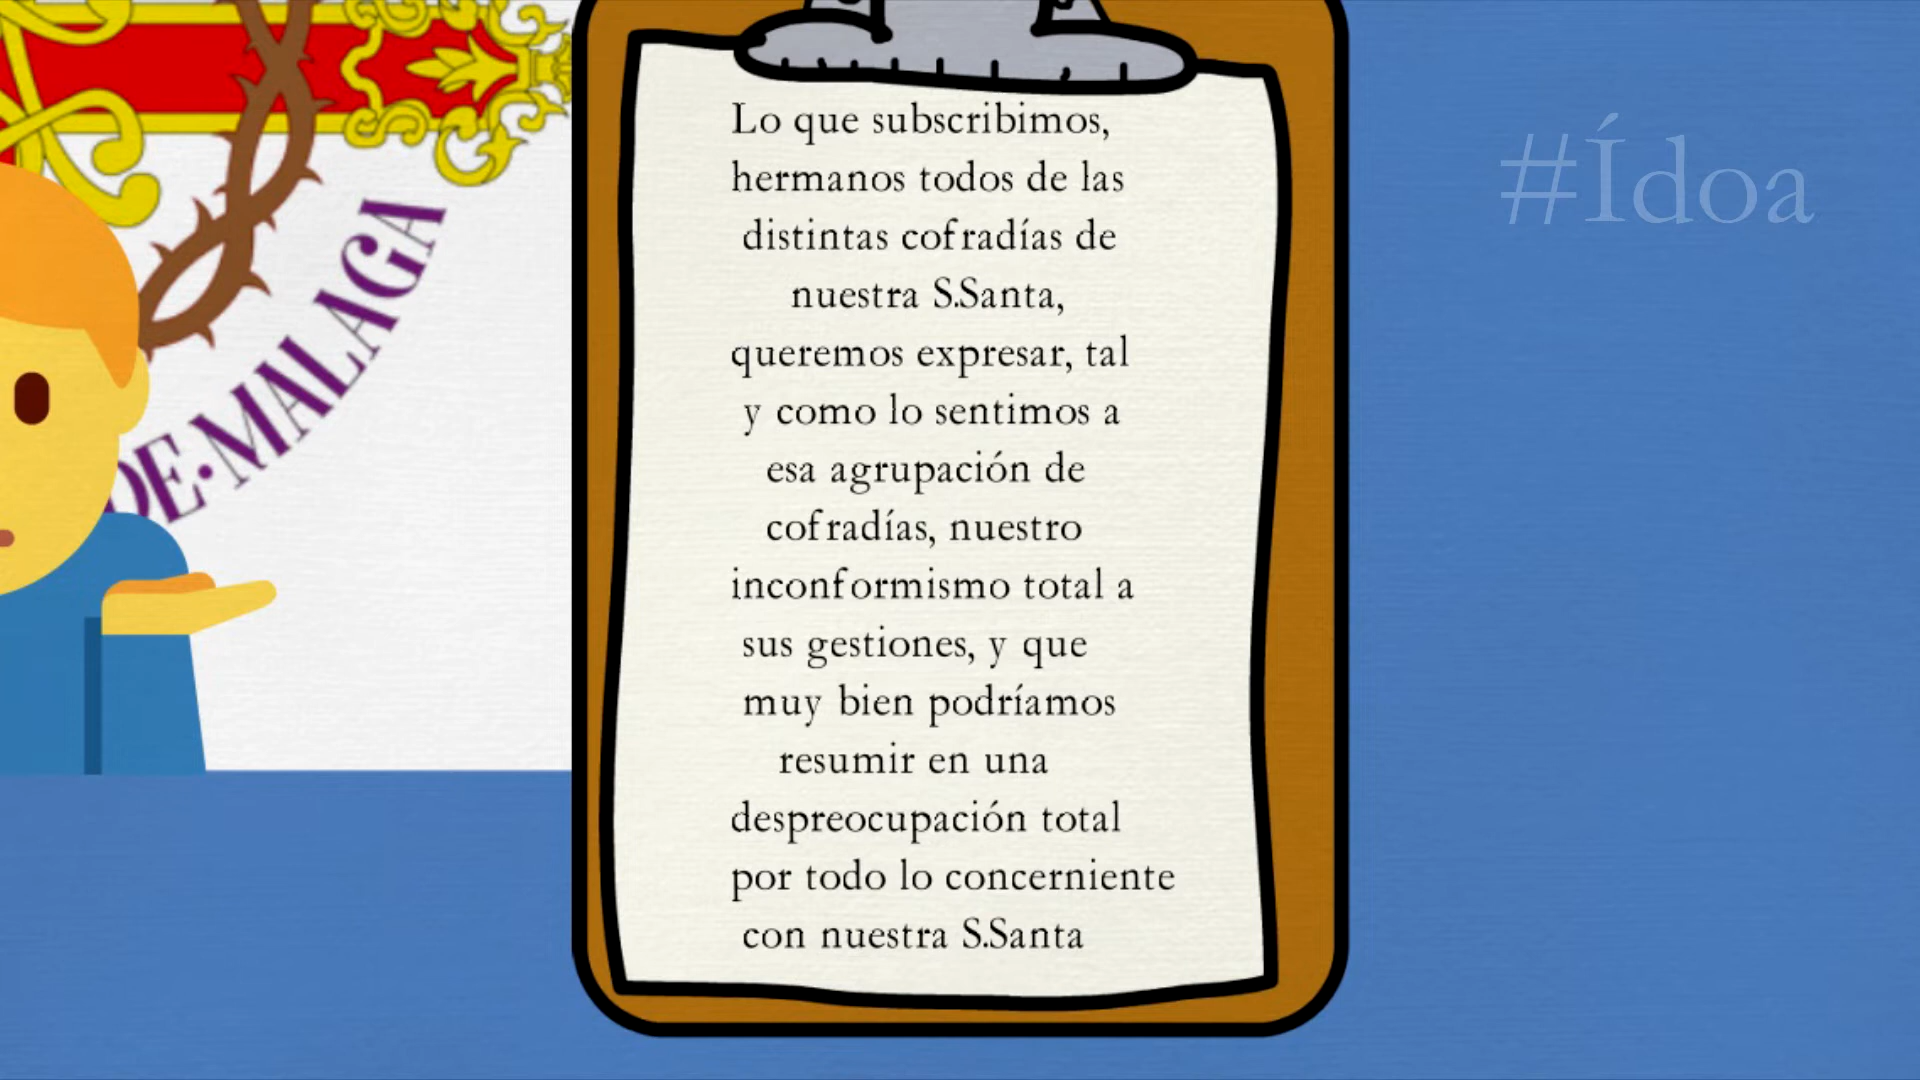 Lo que subscribimos,
hermanos todos de las
distintas cofradías de
nuestra S.Santa,
queremos expresar, tal
y como lo sentimos a
esa agrupación de
cofradías, nuestro
inconformismo total a
sus gestiones, y que
muy bien podríamos
resumir en una
despreocupación total
por todo lo concerniente
con nuestra S.Santa
DE·MALAGA
#Ídoa